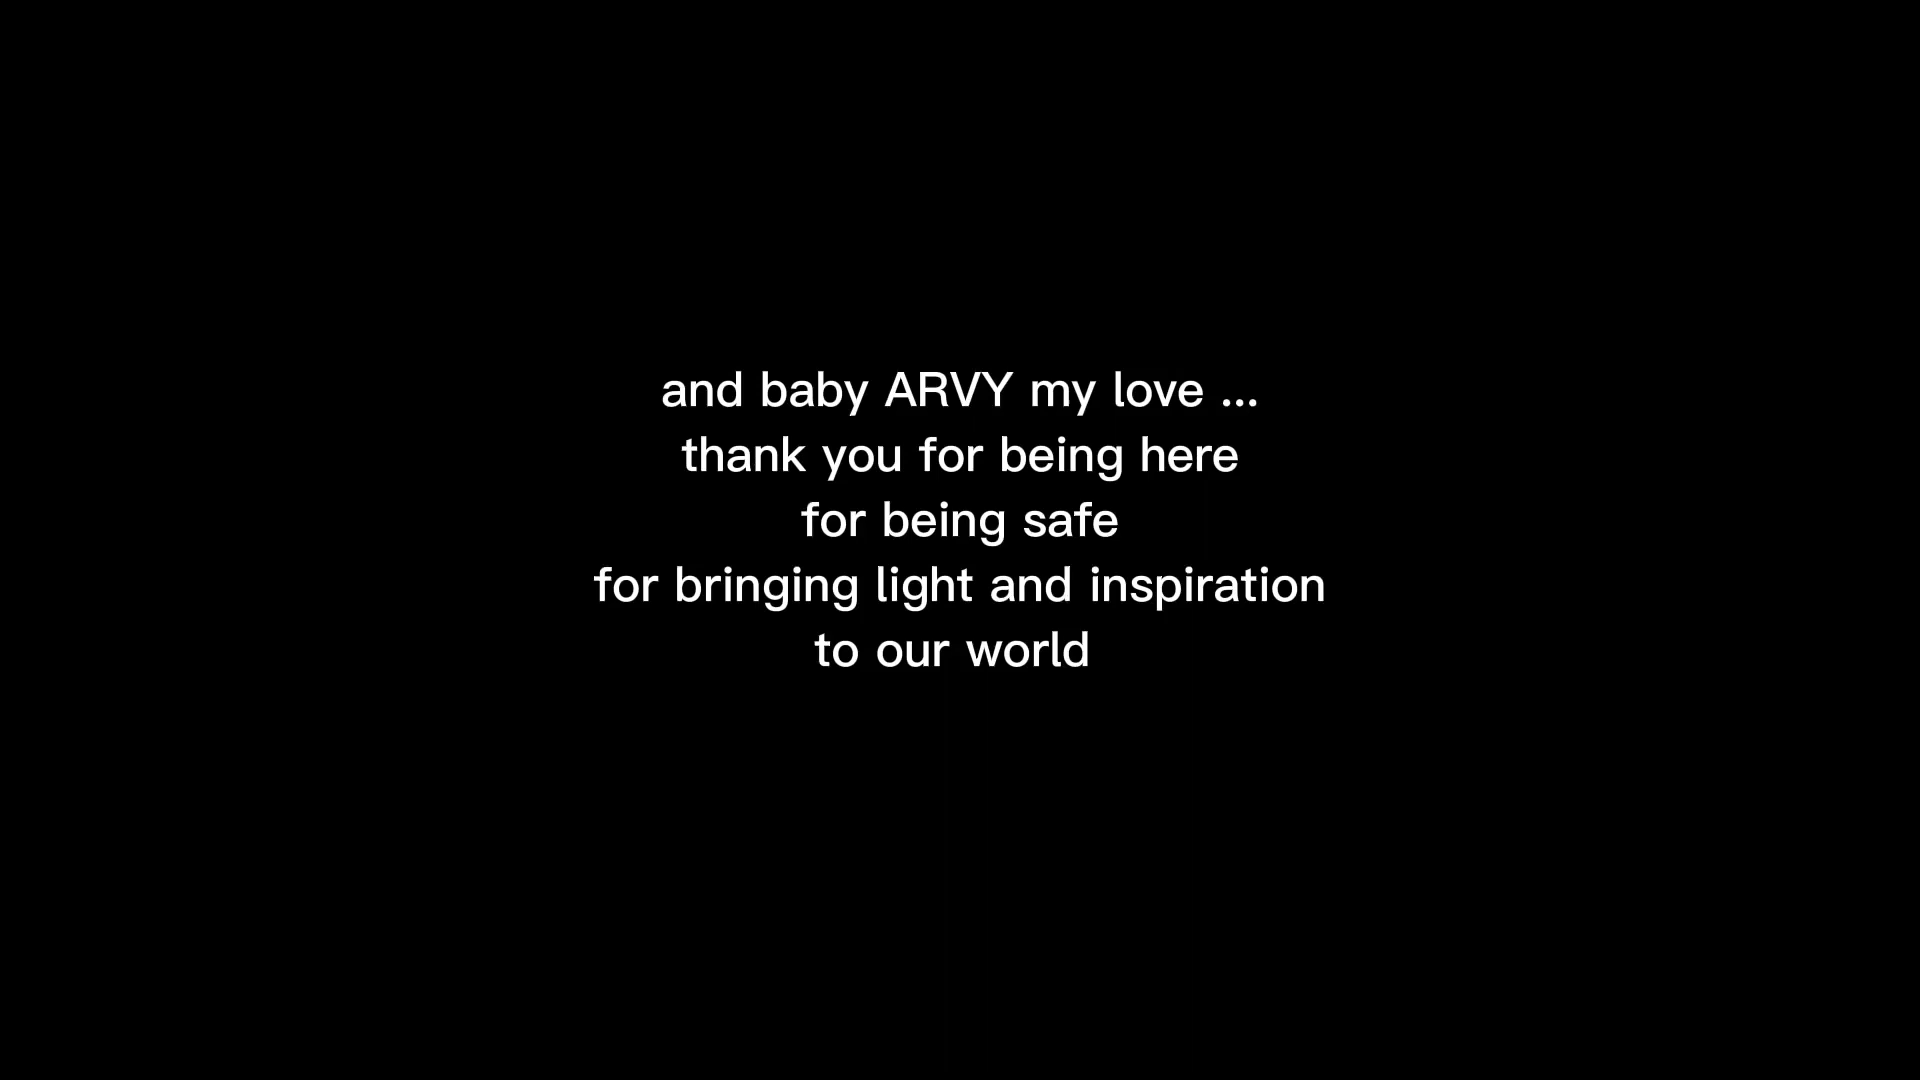 and baby ARVY my love ...
thank you for being here
for being safe
for bringing light and inspiration
to our world